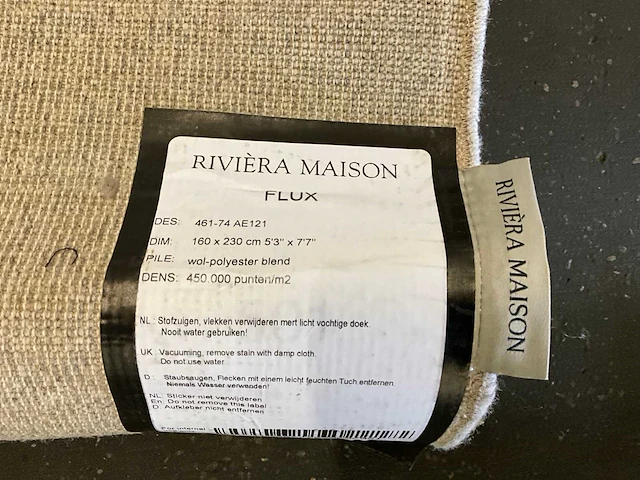 RIVIÈRA MAISON
FLUX
DES: 461-74 AE121
DIM: 160 x 230 cm 5'3" x 7'7"
PILE: wol-polyester blend
DENS: 450.000 punten/m2
NL : Stofzuigen, vlekken verwijderen mert licht vochtige doek.
Nooit water gebruiken!
UK : Vacuuming, remove stain with damp cloth.
Do not use water
D : Staubsaugen, Flecken mit einem leicht feuchten Tuch entfernen.
Niemals Wasser verwenden!
NL: Sticker niet verwijderen
En: Do not remove this label
D: Aufkleber nicht entfernen
For internal
RIVIÈRA MAISON